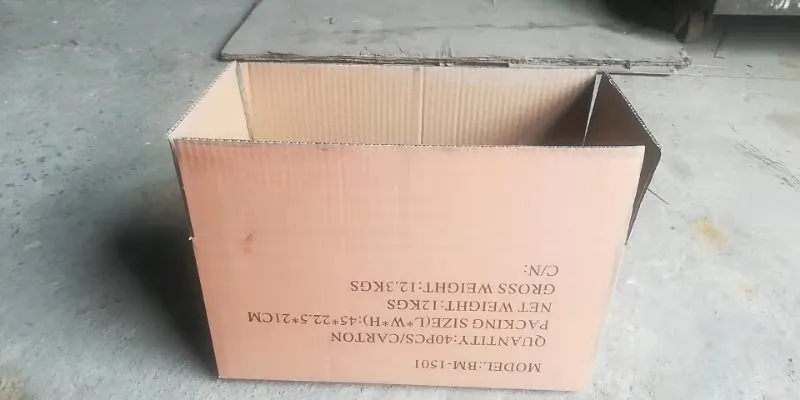 MODEL:BM-1501
QUANTITY:40PCS/CARTON
PACKING SIZE(L*W*H):45*22.5*21CM
NET WEIGHT:12KGS
GROSS WEIGHT:12.3KGS
C/N: